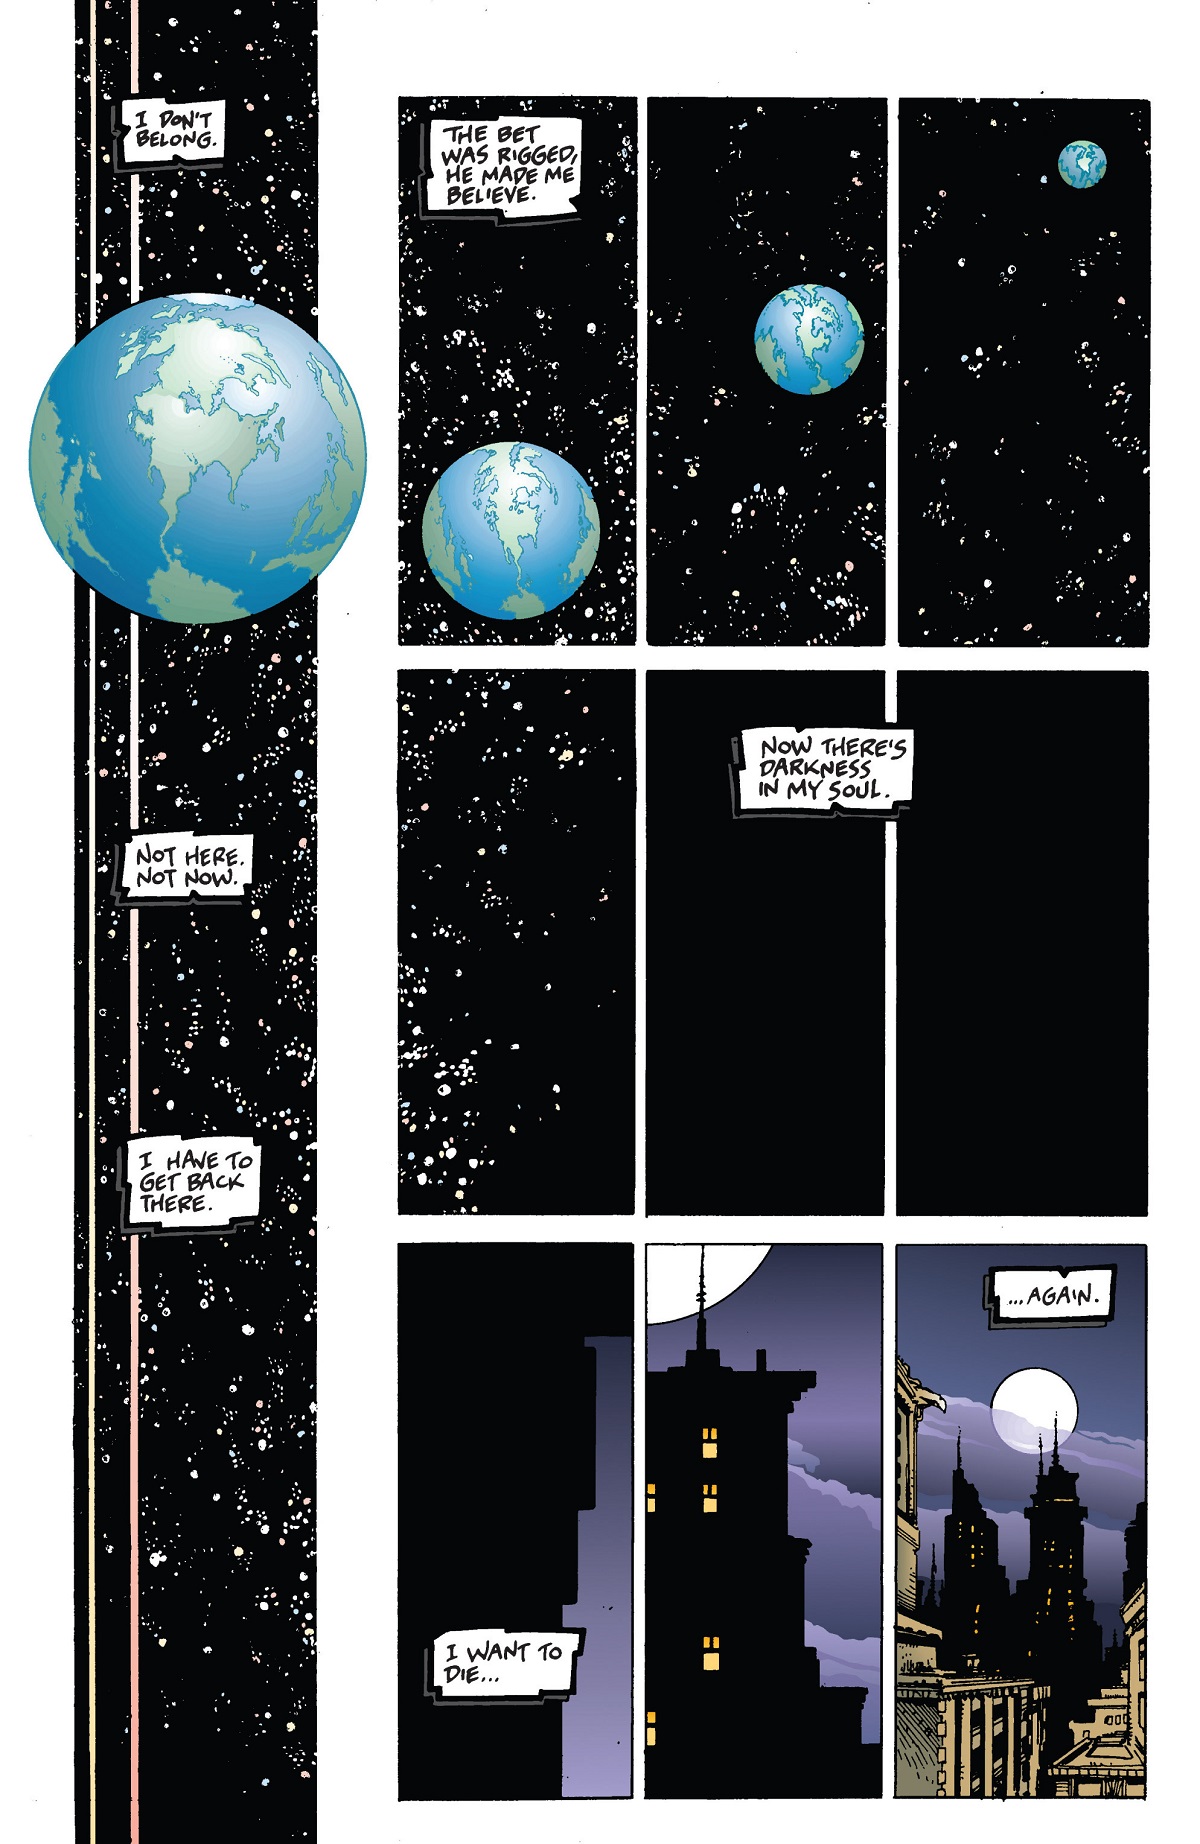 I DON'T
BELONG.
NOT HERE.
NOT NOW.
I HAVE TO
GET BACK
THERE.
THE BET
WAS RIGGED,
HE MADE ME
BELIEVE.
NOW THERE'S
DARKNESS
IN MY SOUL.
I WANT TO
DIE...
...AGAIN.